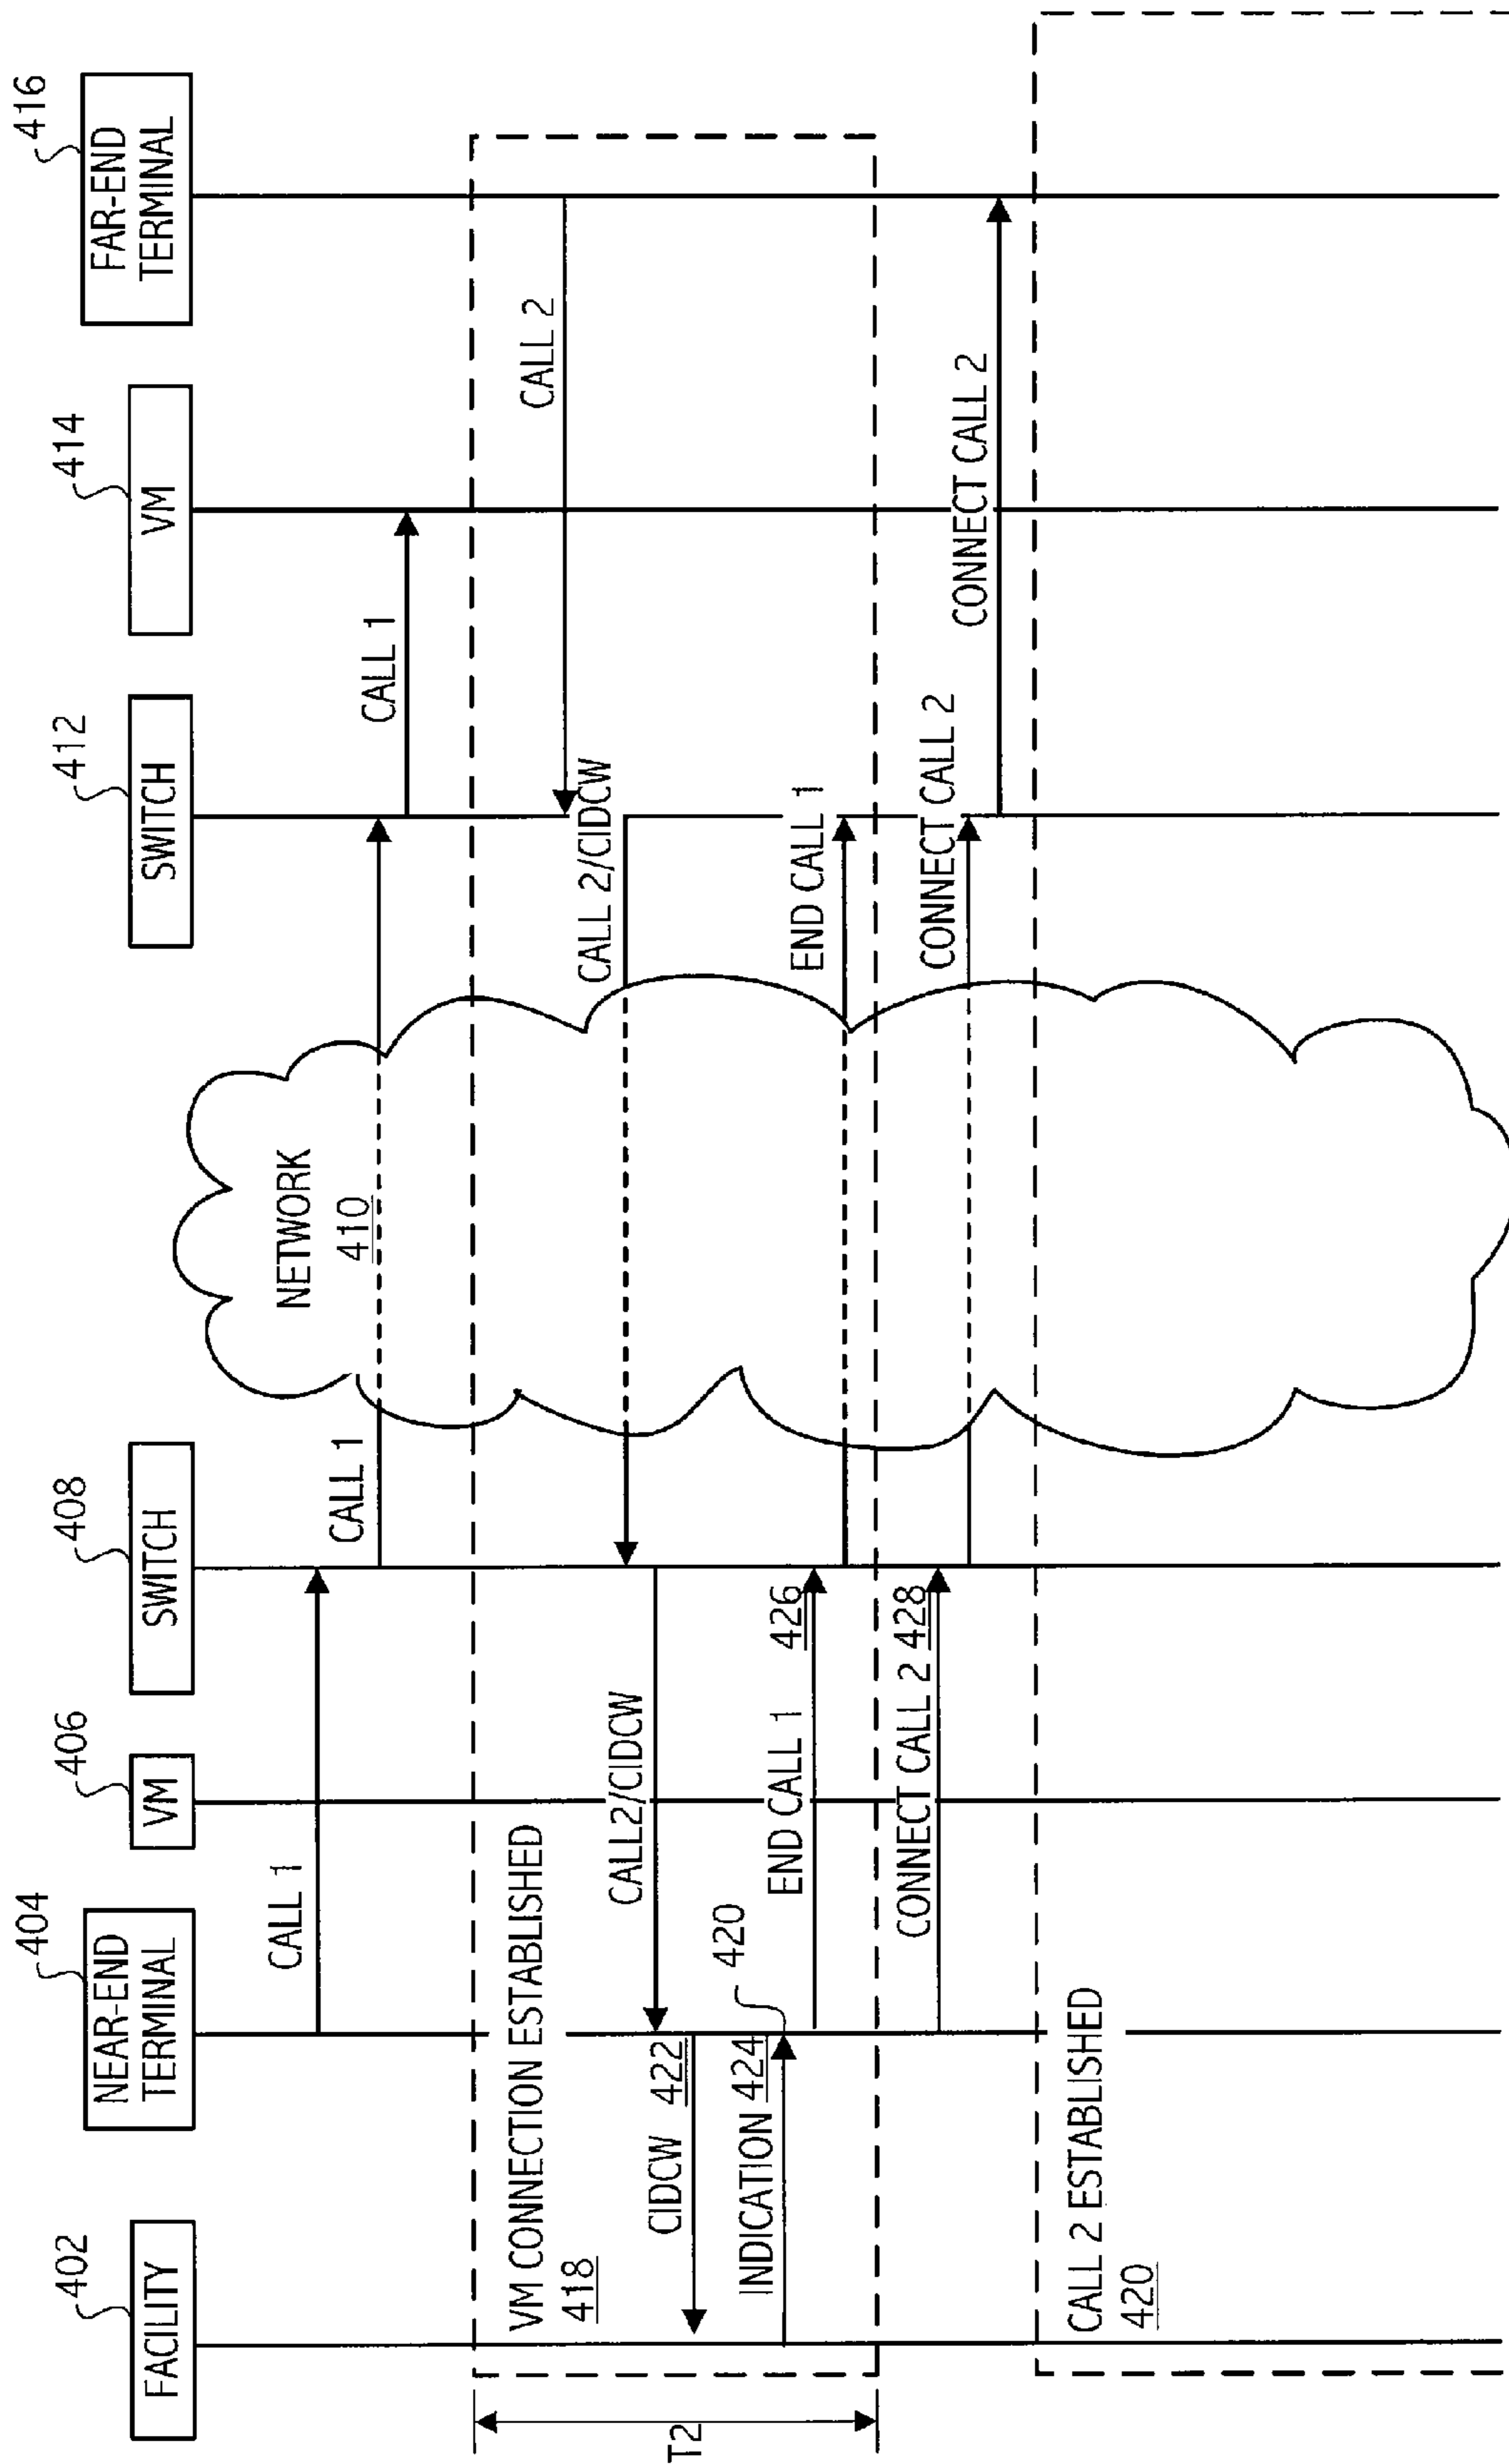 402
FACILITY
404
NEAR-END
TERMINAL
406
VM
408
SWITCH
412
SWITCH
414
VM
416
FAR-END
TERMINAL
NETWORK
410
CALL 1
CALL 1
CALL 1
T2
VM CONNECTION ESTABLISHED
418
CALL 2
CALL 2/CIDCW
CALL2/CIDCW
CIDCW 422
INDICATION 424
420
END CALL 1 426
END CALL 1
CONNECT CALL 2 428
CONNECT CALL 2
CONNECT CALL 2
CALL 2 ESTABLISHED
420